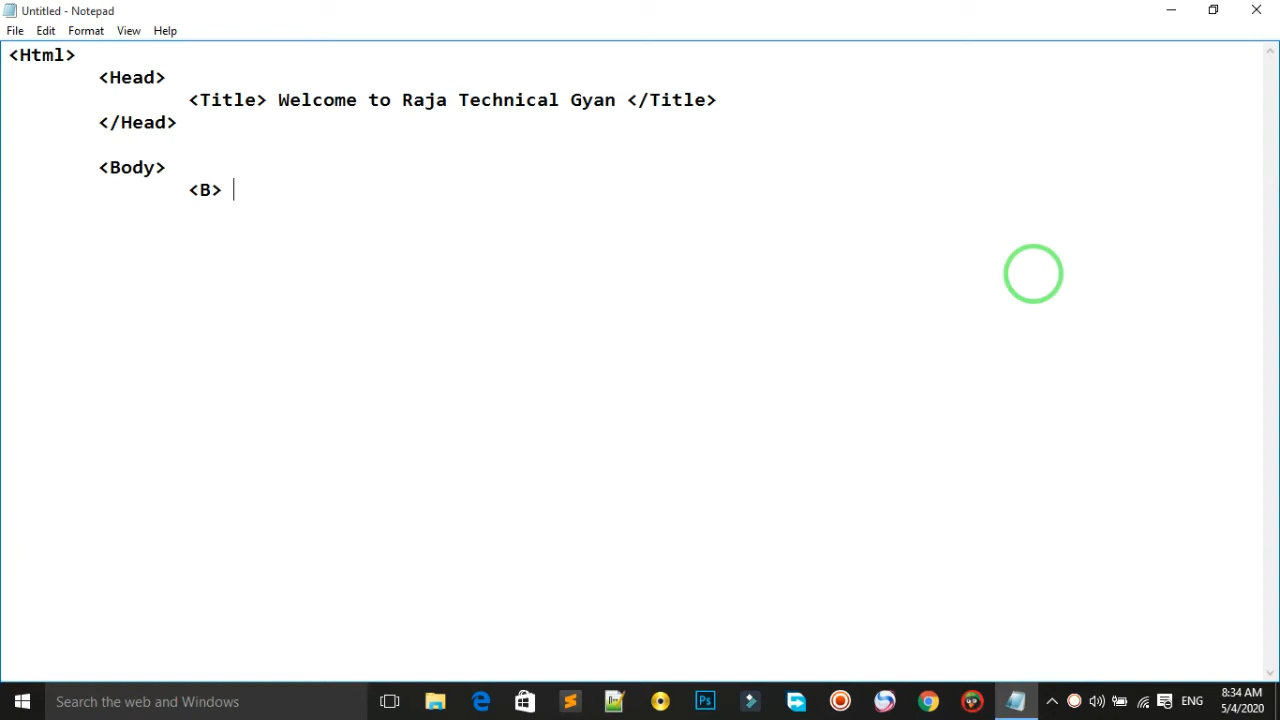 Untitled - Notepad
File Edit Format View Help
<Html>
<Head>
<Title> Welcome to Raja Technical Gyan </Title>
</Head>
<Body>
<B>
Search the web and Windows
Ps
ENG
8:34 AM
5/4/2020